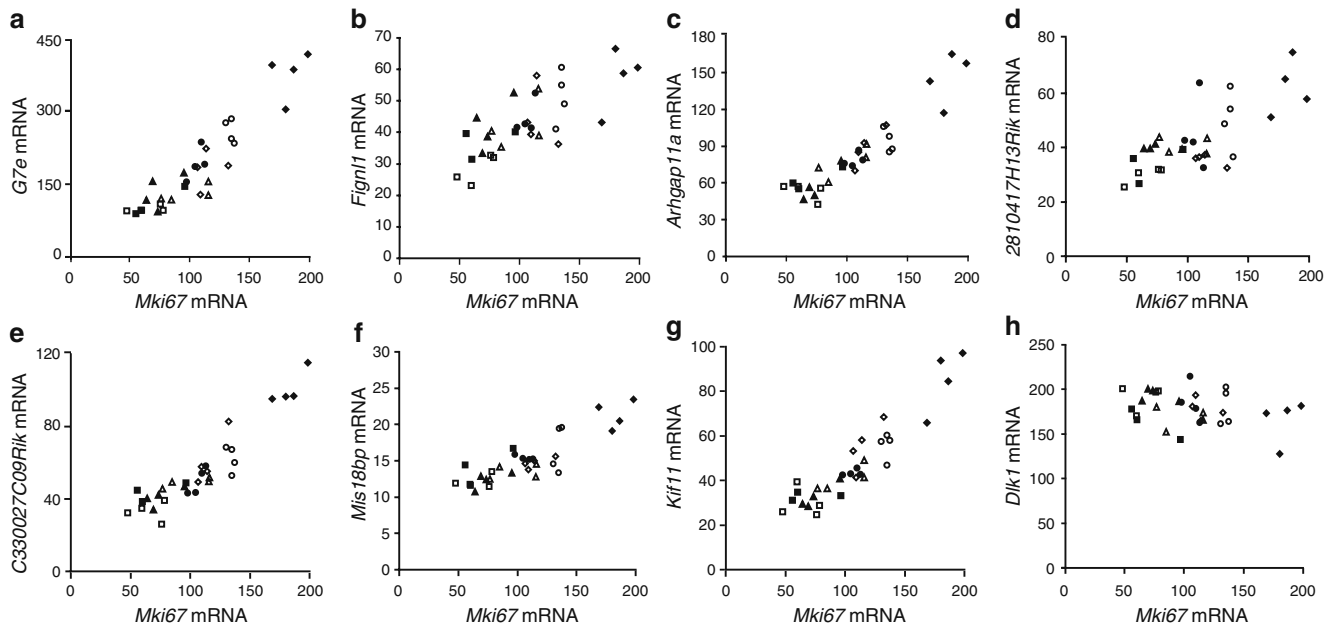 a
450
300
150
0
G7e mRNA
0 50 100 150 200
Mki67 mRNA
b
70
60
50
40
30
20
10
0
Fignl1 mRNA
0 50 100 150 200
Mki67 mRNA
c
180
150
120
90
60
30
0
Arhgap11a mRNA
0 50 100 150 200
Mki67 mRNA
d
80
60
40
20
0
2810417H13Rik mRNA
0 50 100 150 200
Mki67 mRNA
e
120
80
40
0
C330027C09Rik mRNA
0 50 100 150 200
Mki67 mRNA
f
30
25
20
15
10
5
0
Mis18bp mRNA
0 50 100 150 200
Mki67 mRNA
g
100
80
60
40
20
0
Kif11 mRNA
0 50 100 150 200
Mki67 mRNA
h
250
200
150
100
50
0
Dlk1 mRNA
0 50 100 150 200
Mki67 mRNA